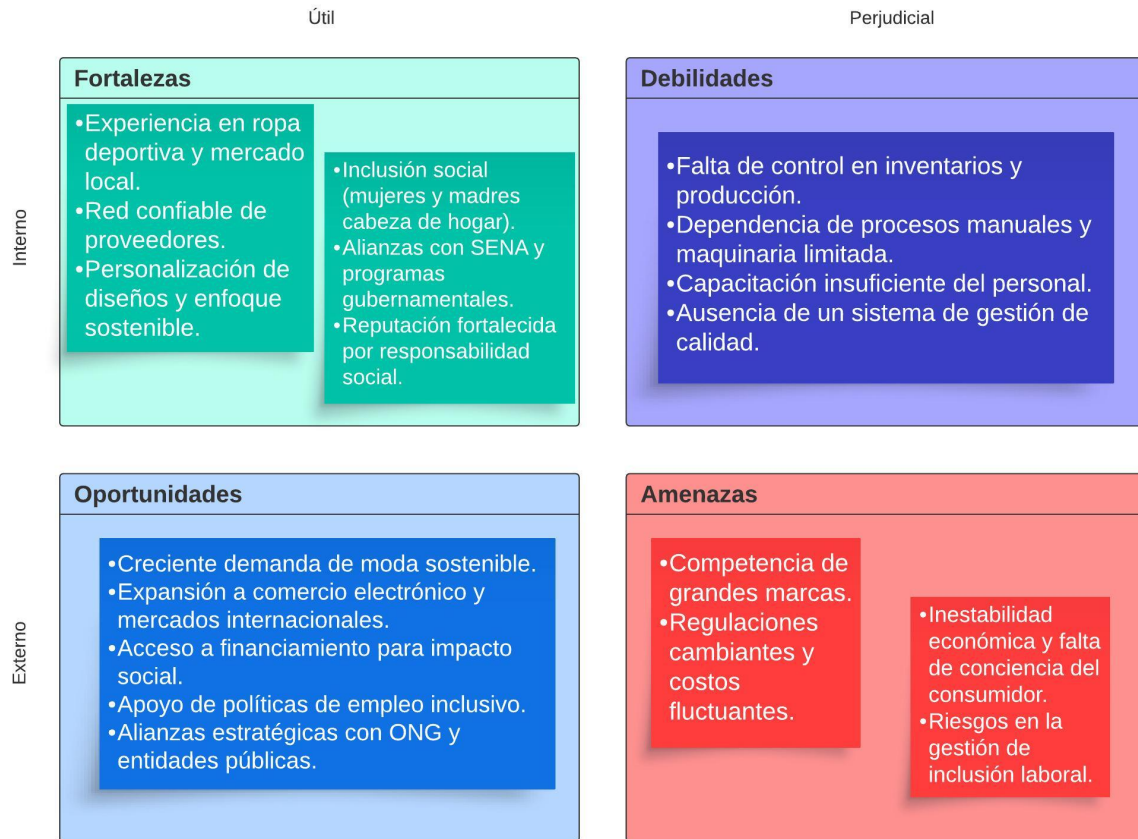 Útil
Perjudicial
Interno
Fortalezas
•Experiencia en ropa
deportiva y mercado
local.
•Red confiable de
proveedores.
•Personalización de
diseños y enfoque
sostenible.
•Inclusión social
(mujeres y madres
cabeza de hogar).
•Alianzas con SENA y
programas
gubernamentales.
•Reputación fortalecida
por responsabilidad
social.
Debilidades
•Falta de control en inventarios y
producción.
•Dependencia de procesos manuales y
maquinaria limitada.
•Capacitación insuficiente del personal.
•Ausencia de un sistema de gestión de
calidad.
Externo
Oportunidades
•Creciente demanda de moda sostenible.
•Expansión a comercio electrónico y
mercados internacionales.
•Acceso a financiamiento para impacto
social.
•Apoyo de políticas de empleo inclusivo.
•Alianzas estratégicas con ONG y
entidades públicas.
Amenazas
•Competencia de
grandes marcas.
•Regulaciones
cambiantes y
costos
fluctuantes.
•Inestabilidad
económica y falta
de conciencia del
consumidor.
•Riesgos en la
gestión de
inclusión laboral.